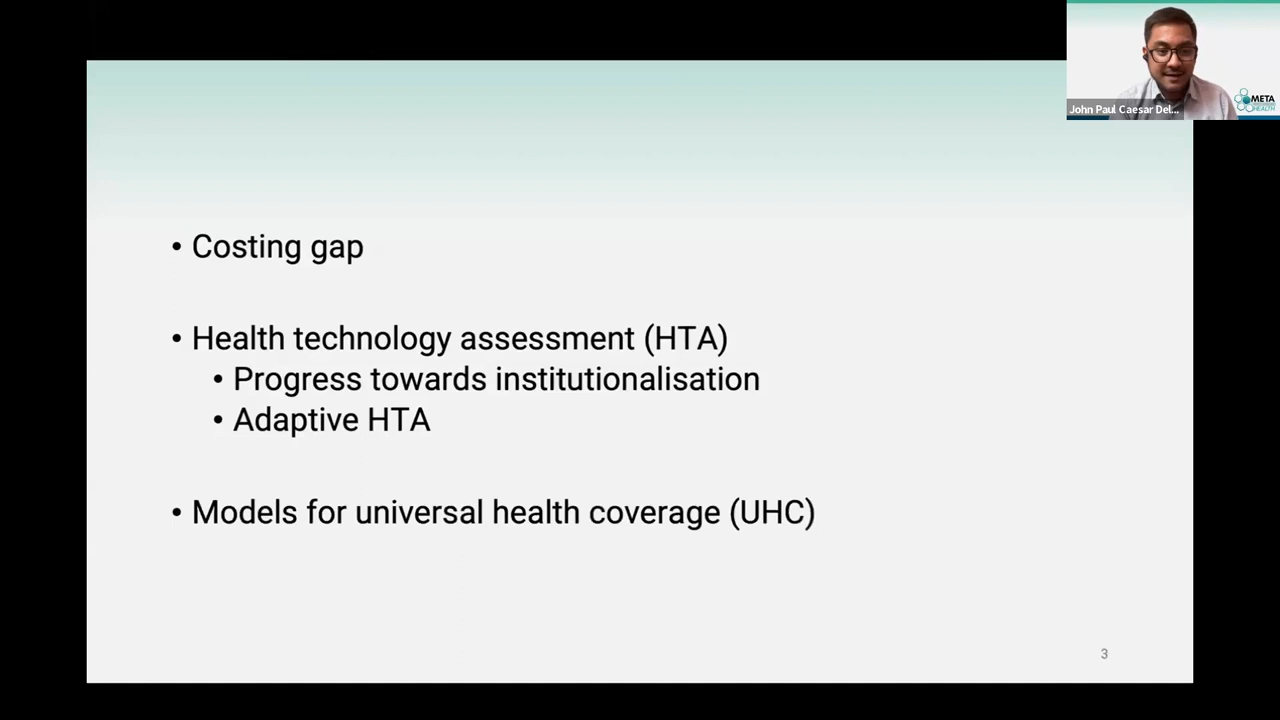 META
HEALTH
John Paul Caesar Del...
• Costing gap
• Health technology assessment (HTA)
• Progress towards institutionalisation
• Adaptive HTA
• Models for universal health coverage (UHC)
3